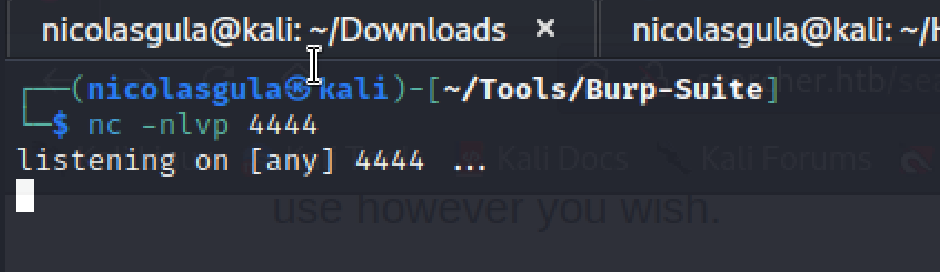 nicolasgula@kali: ~/Downloads × nicolasgula@kali: ~/H
┌──(nicolasgula㉿kali)-[~/Tools/Burp-Suite] searcher.htb/sea
└─$ nc -nlvp 4444
listening on [any] 4444 ... Kali Docs Kali Forums
use however you wish.